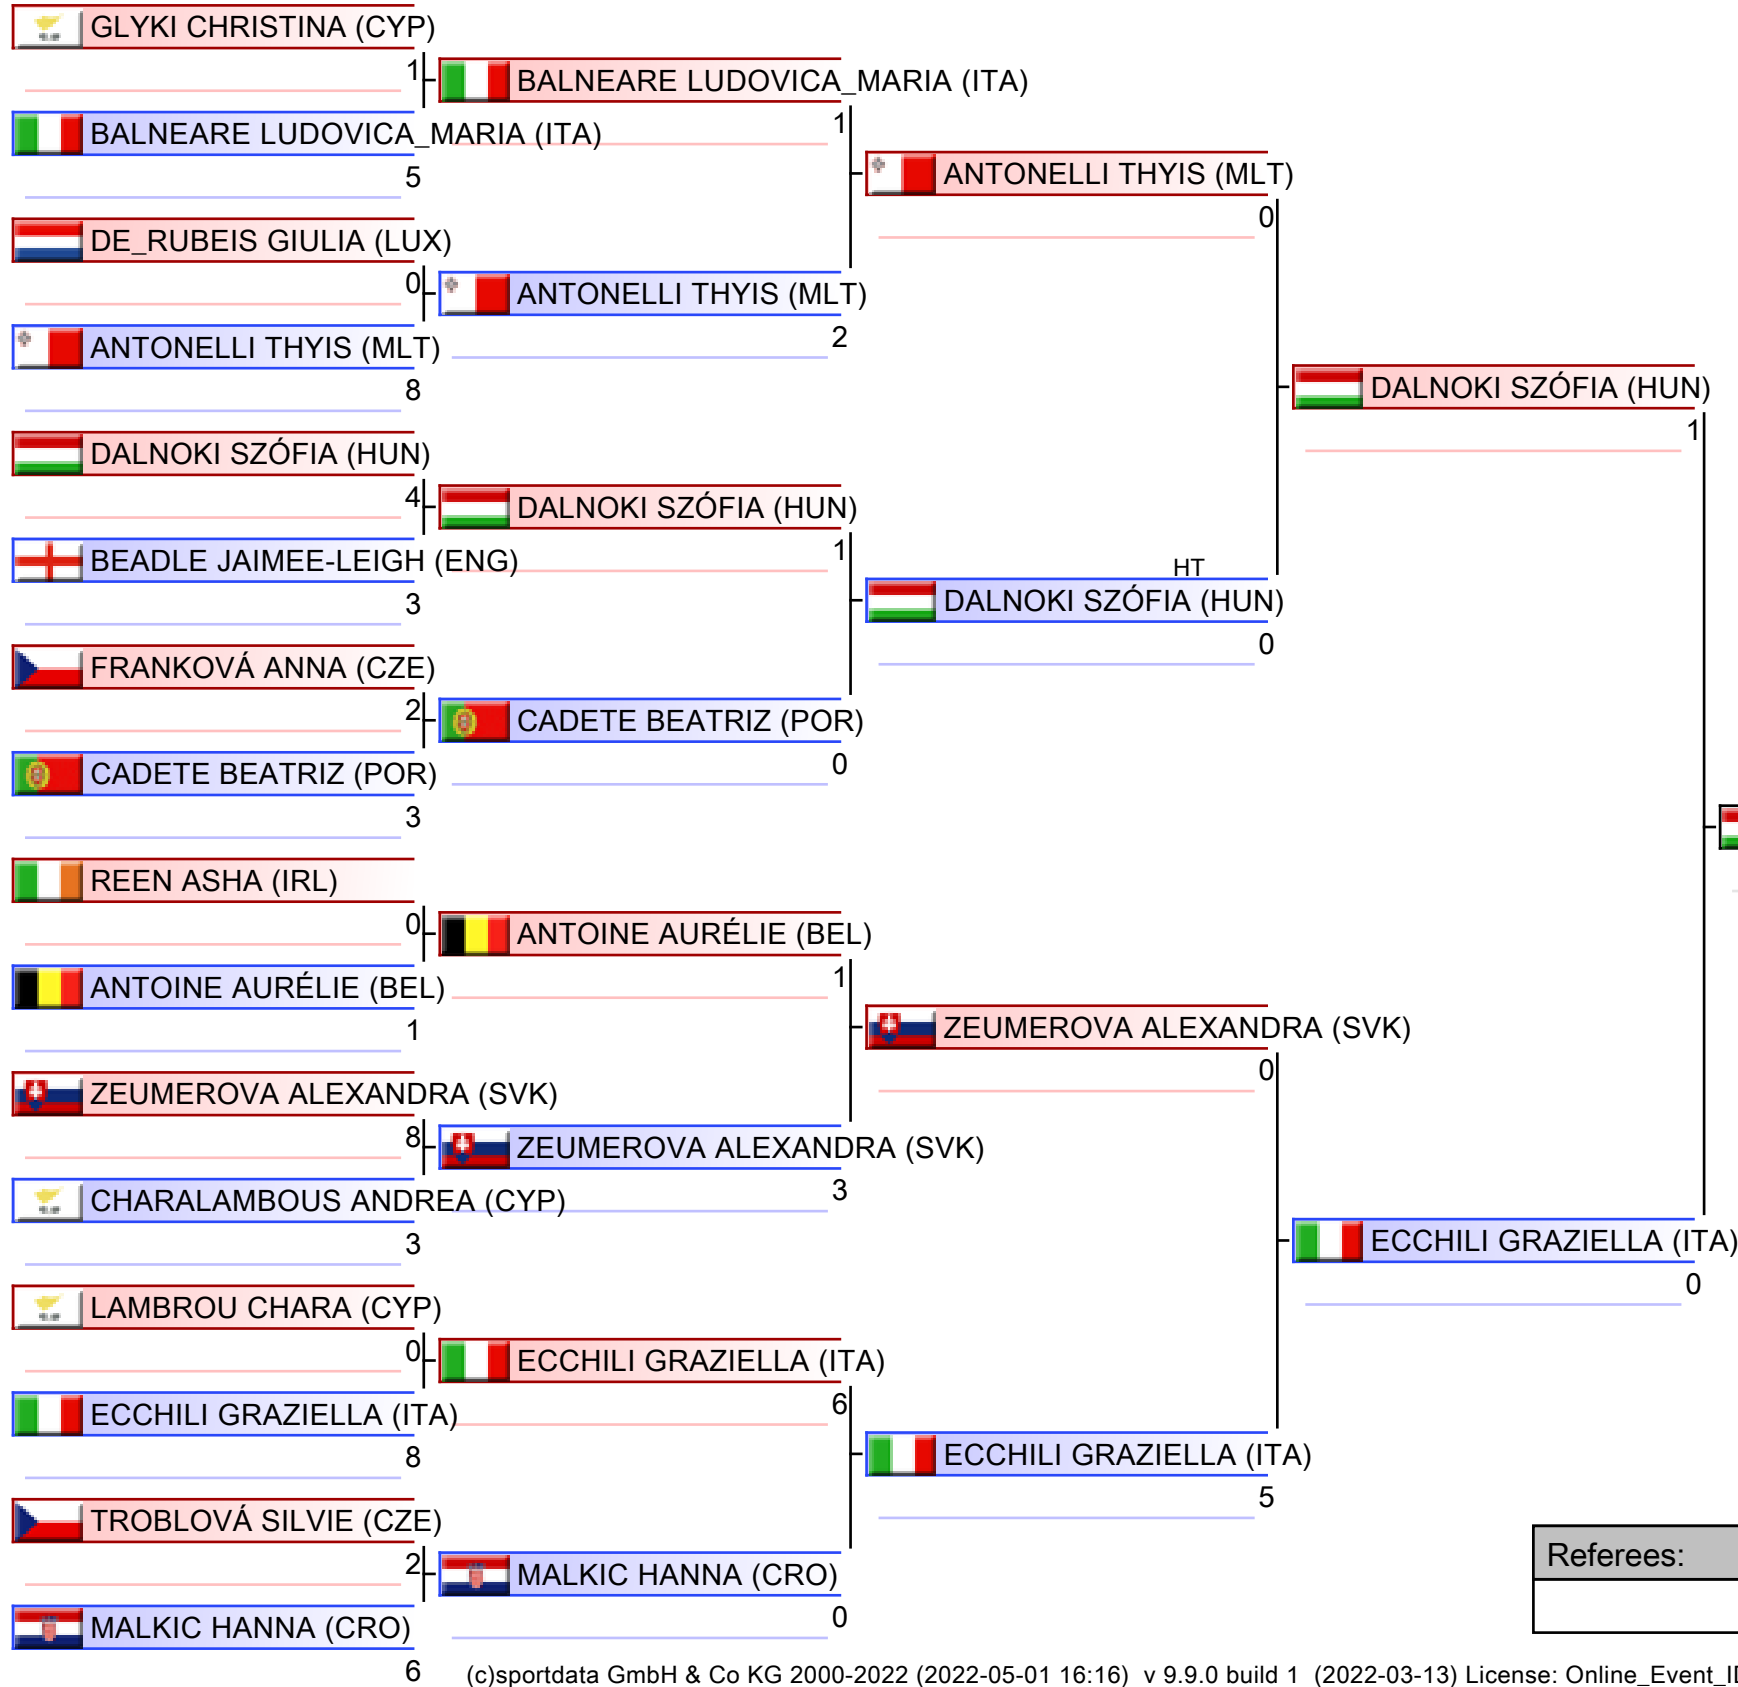 GLYKI CHRISTINA (CYP)
1
BALNEARE LUDOVICA_MARIA (ITA)
5
DE_RUBEIS GIULIA (LUX)
0
ANTONELLI THYIS (MLT)
8
DALNOKI SZÓFIA (HUN)
4
BEADLE JAIMEE-LEIGH (ENG)
3
FRANKOVÁ ANNA (CZE)
2
CADETE BEATRIZ (POR)
3
REEN ASHA (IRL)
0
ANTOINE AURÉLIE (BEL)
1
ZEUMEROVA ALEXANDRA (SVK)
8
CHARALAMBOUS ANDREA (CYP)
3
LAMBROU CHARA (CYP)
0
ECCHILI GRAZIELLA (ITA)
8
TROBLOVÁ SILVIE (CZE)
2
MALKIC HANNA (CRO)
6
BALNEARE LUDOVICA_MARIA (ITA)
1
ANTONELLI THYIS (MLT)
2
DALNOKI SZÓFIA (HUN)
1
CADETE BEATRIZ (POR)
0
ANTOINE AURÉLIE (BEL)
1
ZEUMEROVA ALEXANDRA (SVK)
3
ECCHILI GRAZIELLA (ITA)
6
MALKIC HANNA (CRO)
0
ANTONELLI THYIS (MLT)
0
HT
DALNOKI SZÓFIA (HUN)
0
ZEUMEROVA ALEXANDRA (SVK)
0
ECCHILI GRAZIELLA (ITA)
5
DALNOKI SZÓFIA (HUN)
1
ECCHILI GRAZIELLA (ITA)
0
Referees:
(c)sportdata GmbH & Co KG 2000-2022 (2022-05-01 16:16) v 9.9.0 build 1 (2022-03-13) License: Online_Event_ID